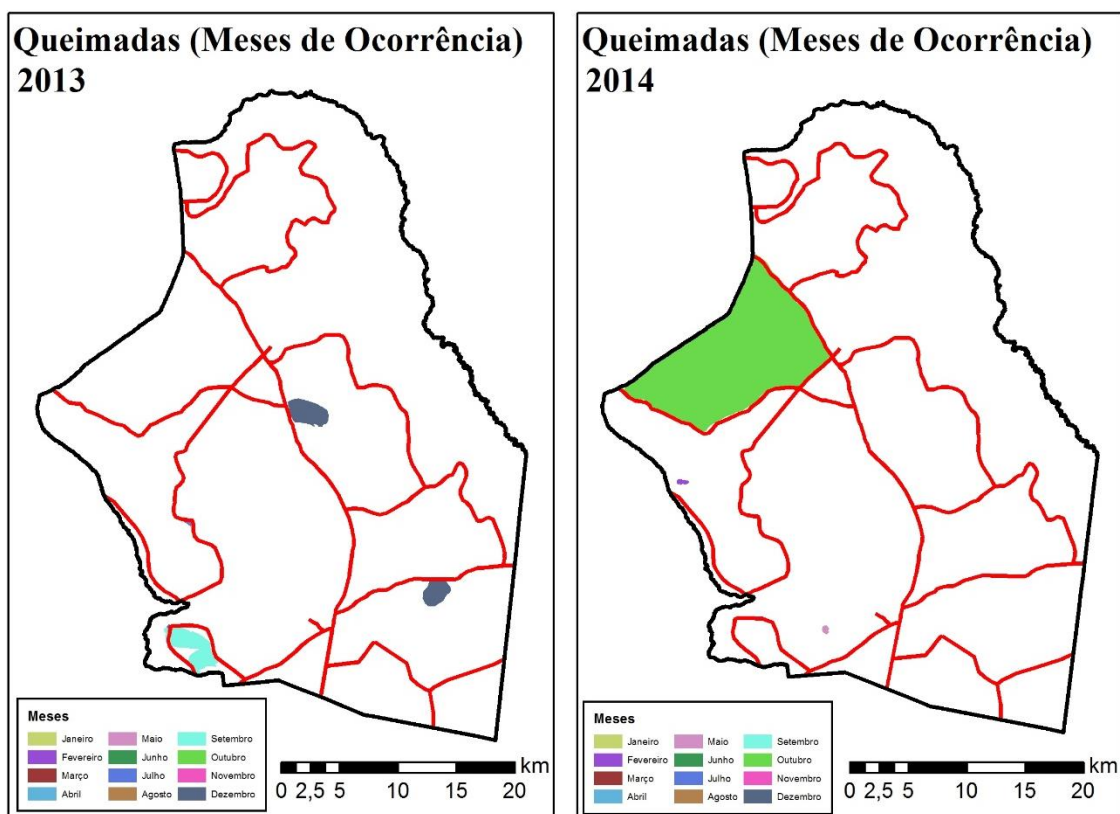 Queimadas (Meses de Ocorrência)
2013
Meses
Janeiro
Maio
Setembro
Fevereiro
Junho
Outubro
Março
Julho
Novembro
Abril
Agosto
Dezembro
km
0 2,5 5 10 15 20
Queimadas (Meses de Ocorrência)
2014
Meses
Janeiro
Maio
Setembro
Fevereiro
Junho
Outubro
Março
Julho
Novembro
Abril
Agosto
Dezembro
km
0 2,5 5 10 15 20